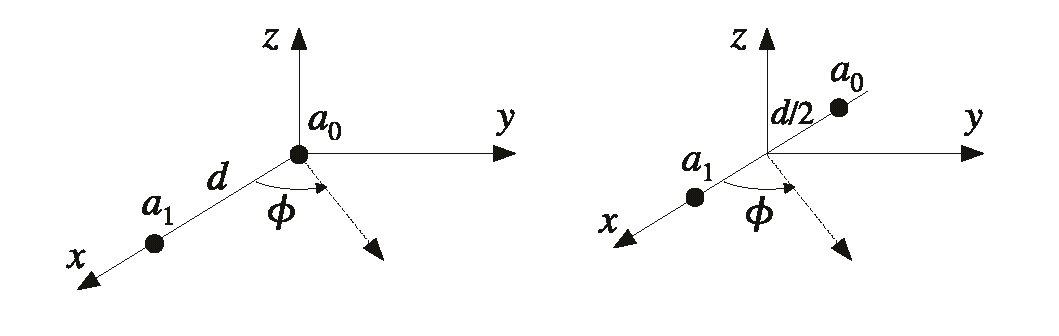 z
a₀
y
d
a₁
ϕ
x
z
a₀
d/2
y
a₁
ϕ
x